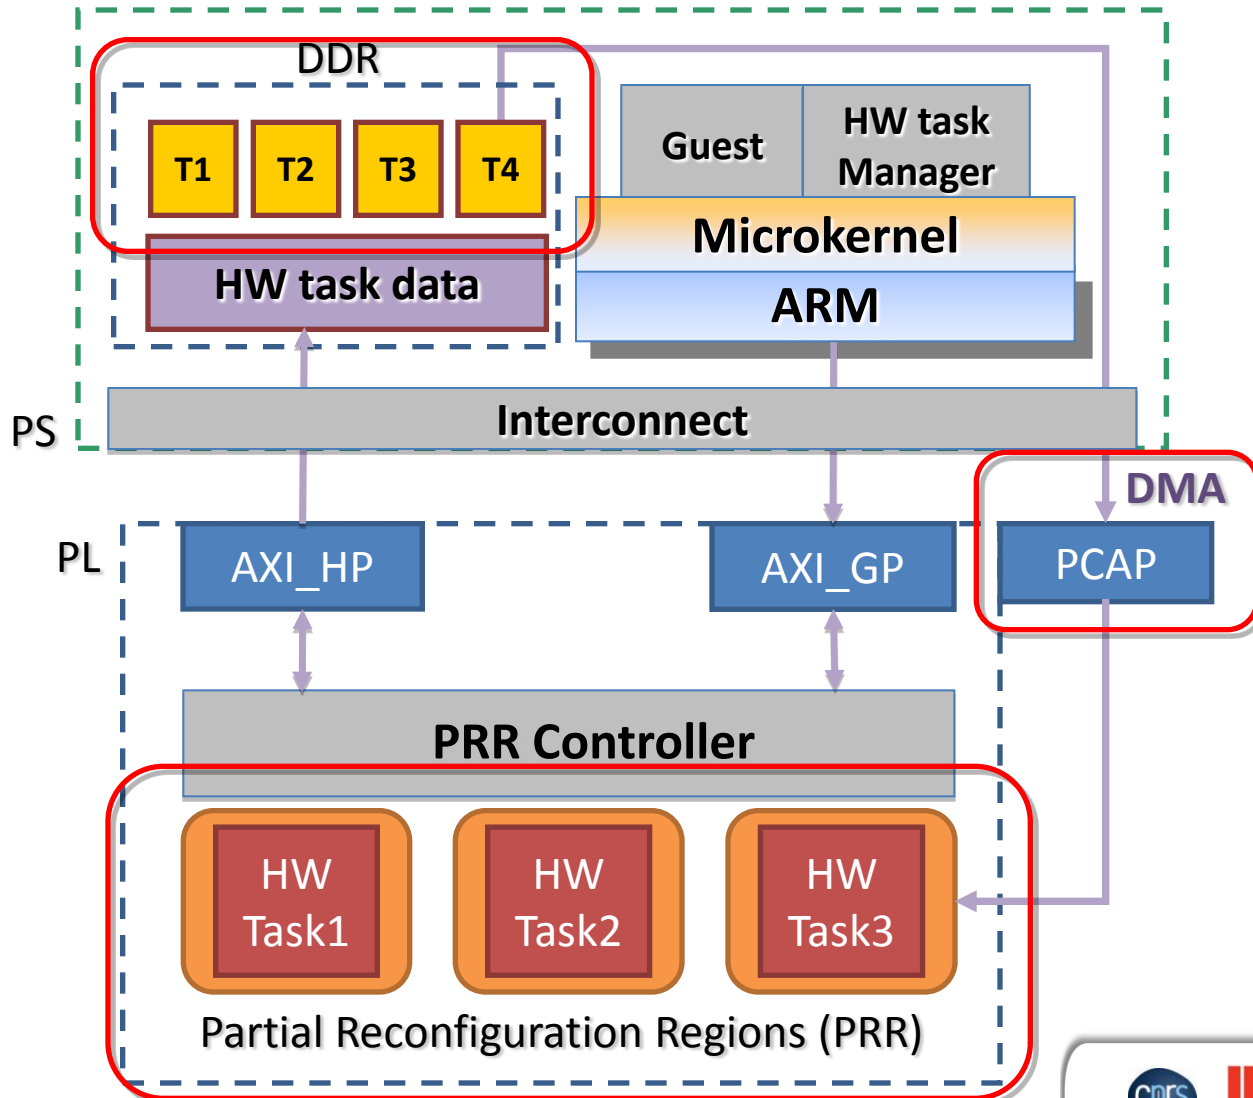 DDR
T1
T2
T3
T4
HW task data
Guest
HW task
Manager
Microkernel
ARM
Interconnect
PS
DMA
PL
AXI_HP
AXI_GP
PCAP
PRR Controller
HW
Task1
HW
Task2
HW
Task3
Partial Reconfiguration Regions (PRR)
cnrs